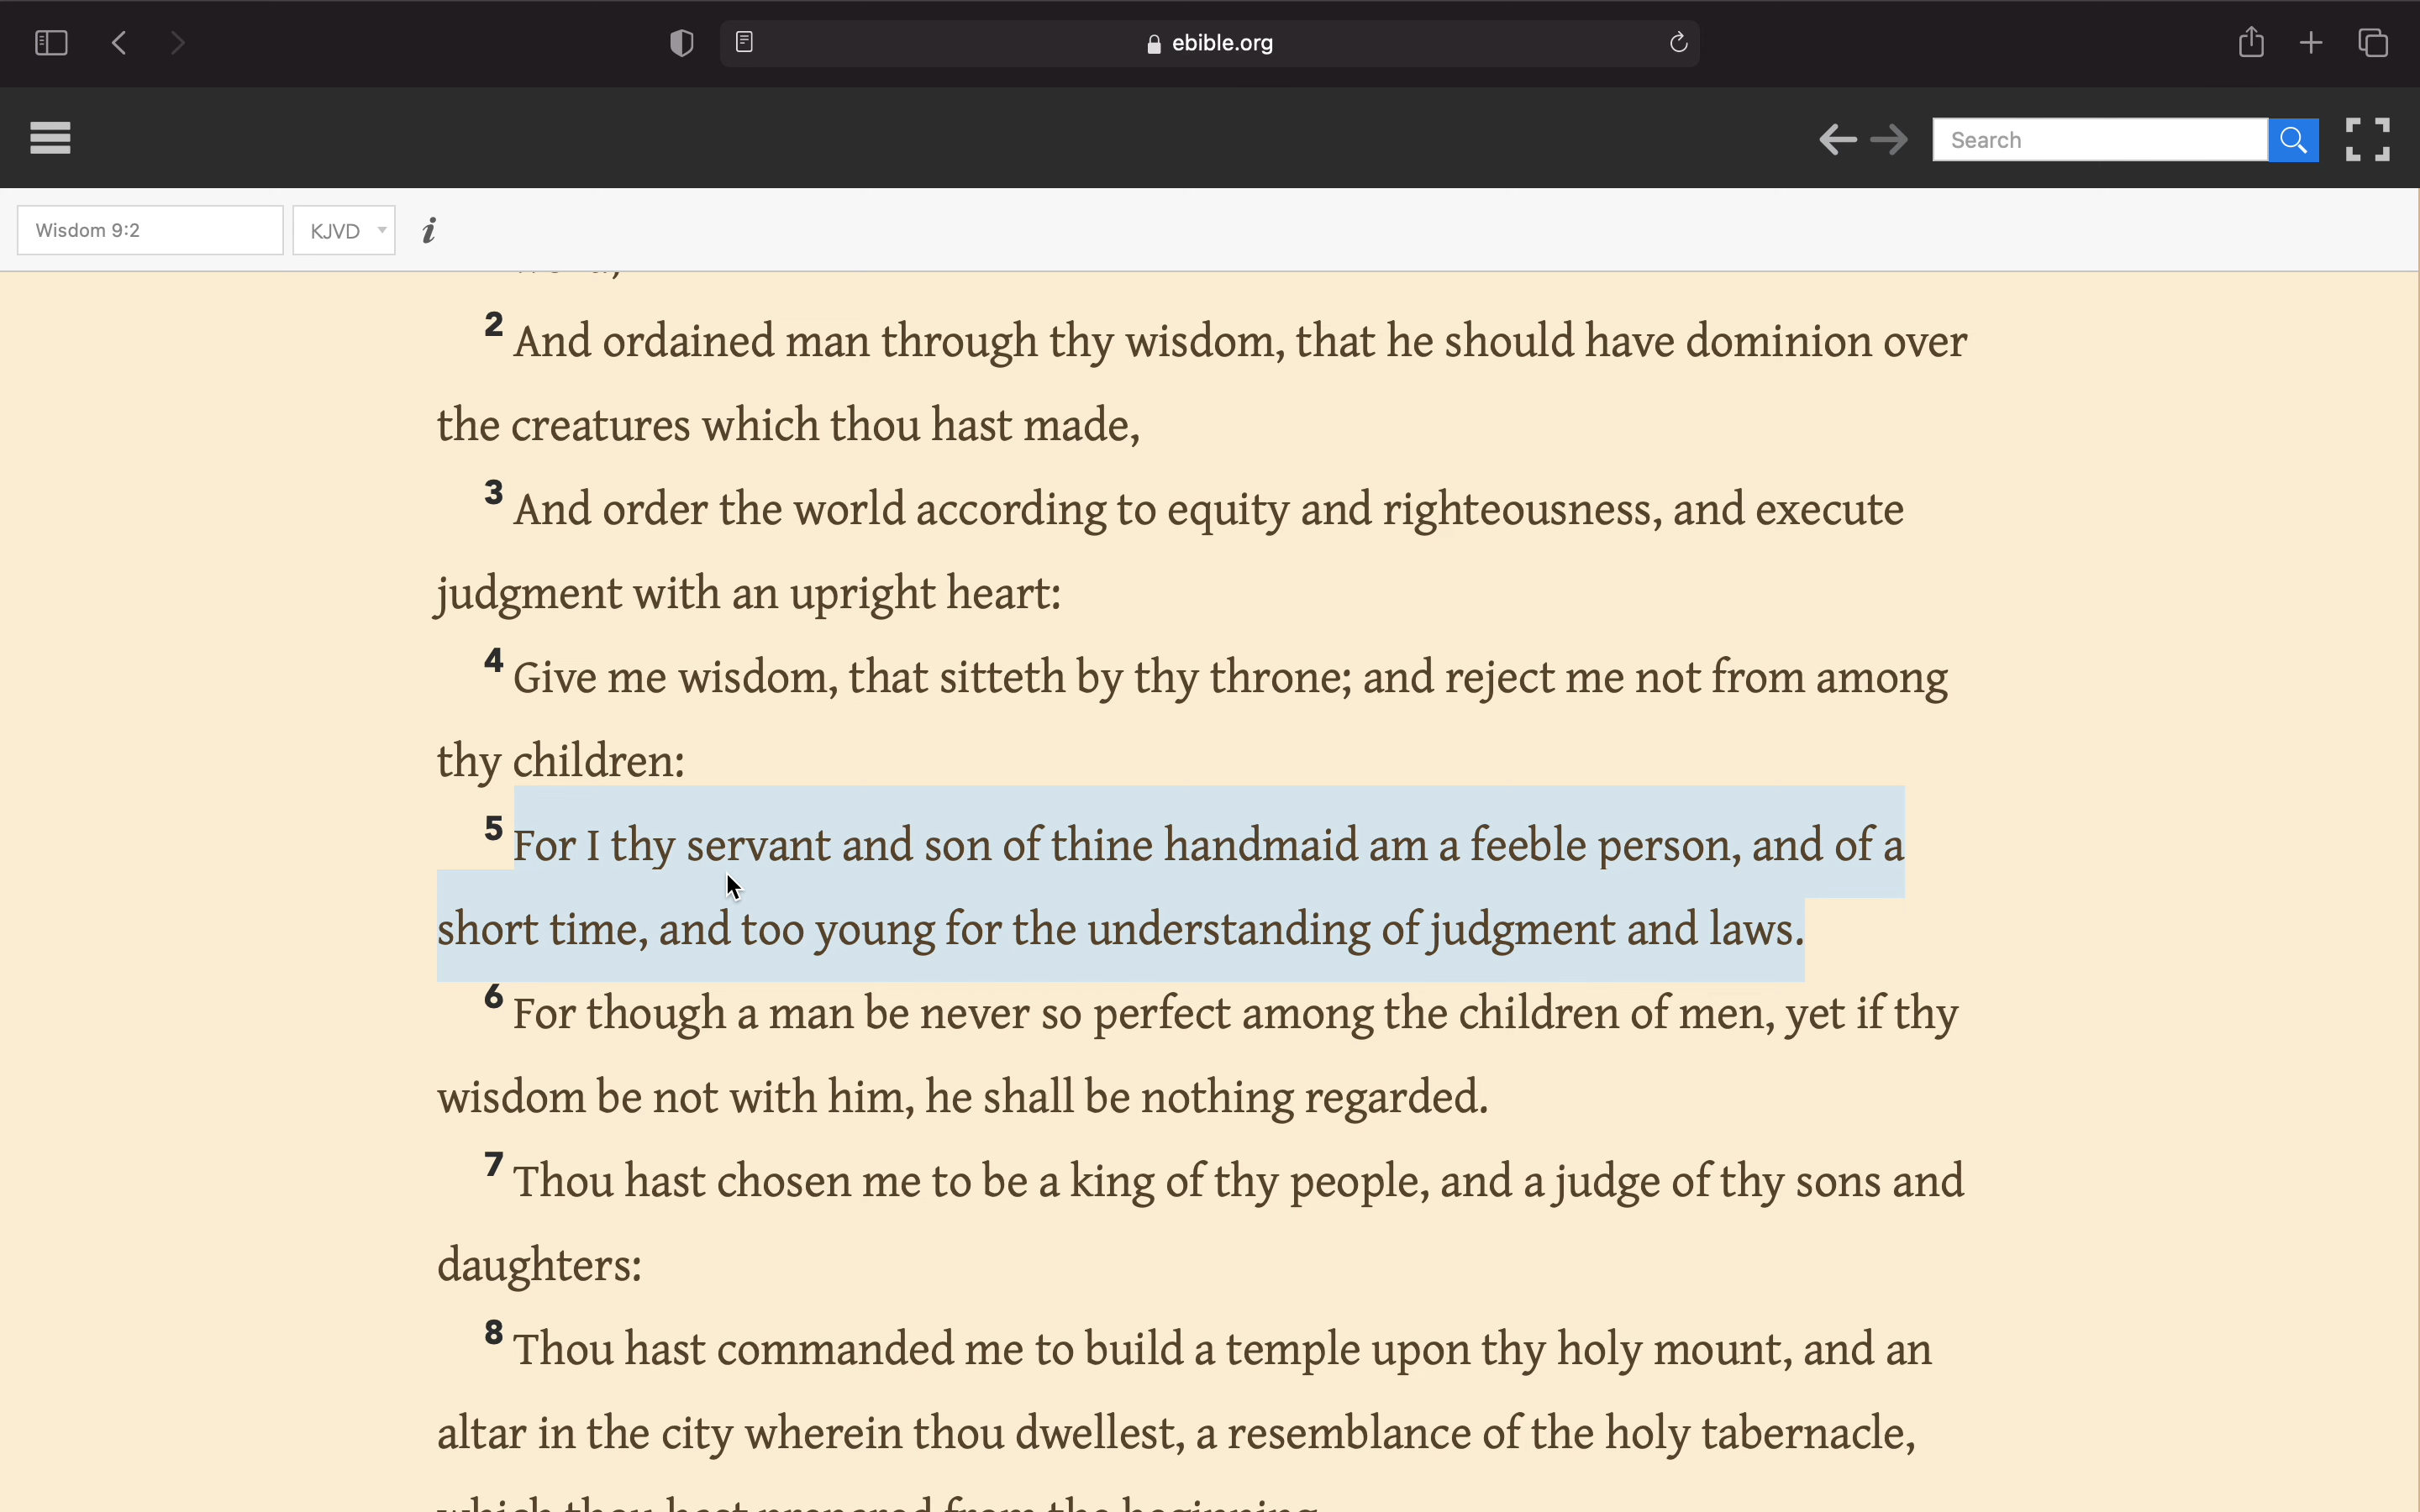 ebible.org
Search
Wisdom 9:2
KJVD
i
2 And ordained man through thy wisdom, that he should have dominion over
the creatures which thou hast made,
3 And order the world according to equity and righteousness, and execute
judgment with an upright heart:
4 Give me wisdom, that sitteth by thy throne; and reject me not from among
thy children:
5 For I thy servant and son of thine handmaid am a feeble person, and of a
short time, and too young for the understanding of judgment and laws.
6 For though a man be never so perfect among the children of men, yet if thy
wisdom be not with him, he shall be nothing regarded.
7 Thou hast chosen me to be a king of thy people, and a judge of thy sons and
daughters:
8 Thou hast commanded me to build a temple upon thy holy mount, and an
altar in the city wherein thou dwellest, a resemblance of the holy tabernacle,
which thou hast prepared from the beginning